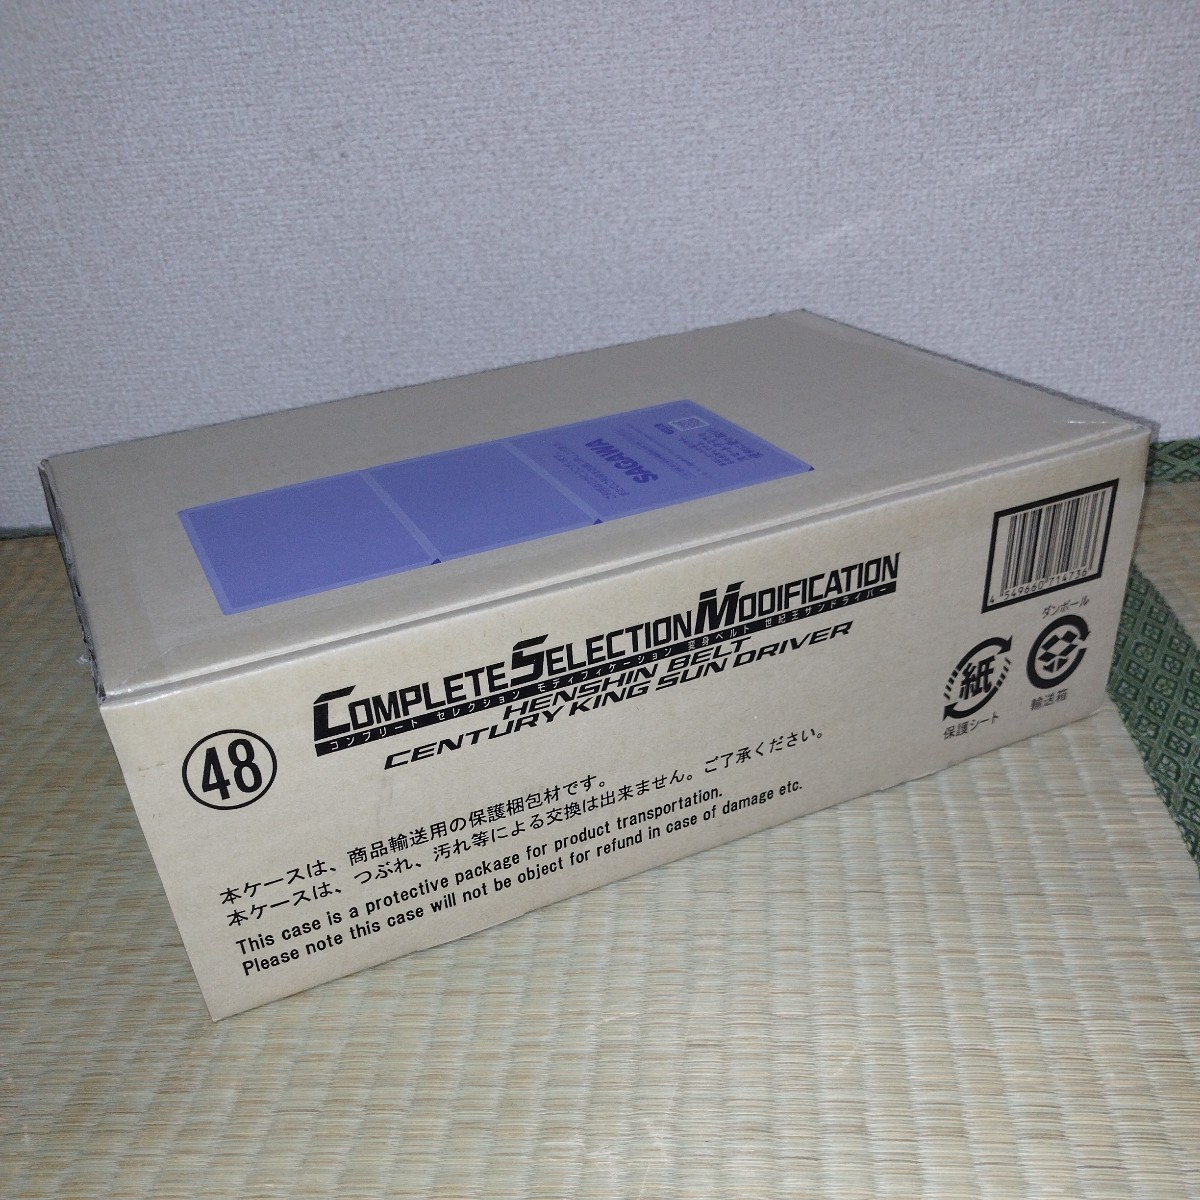 SAGAWA
4 549660 714736
COMPLETE SELECTION MODIFICATION
コンプリート セレクション モディフィケーション 変身ベルト 世紀王サンドライバー
HENSHIN BELT
CENTURY KING SUN DRIVER
48
本ケースは、商品輸送用の保護梱包材です。
本ケースは、つぶれ、汚れ等による交換は出来ません。ご了承ください。
This case is a protective package for product transportation.
Please note this case will not be object for refund in case of damage etc.
紙
保護シート
ダンボール
輸送箱